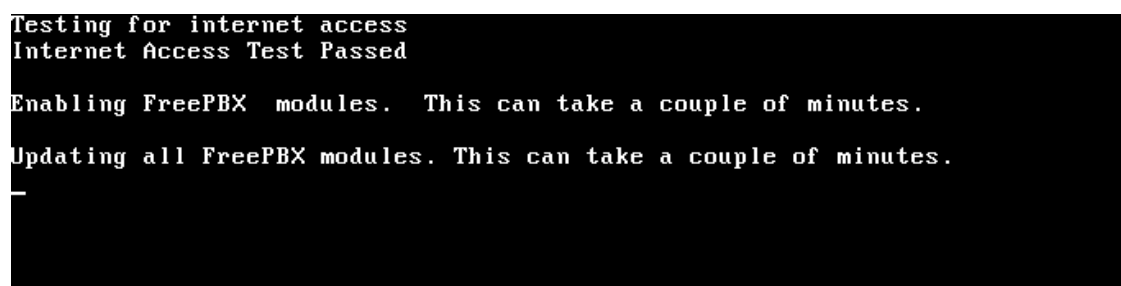 Testing for internet access
Internet Access Test Passed
Enabling FreePBX  modules.  This can take a couple of minutes.
Updating all FreePBX modules. This can take a couple of minutes.